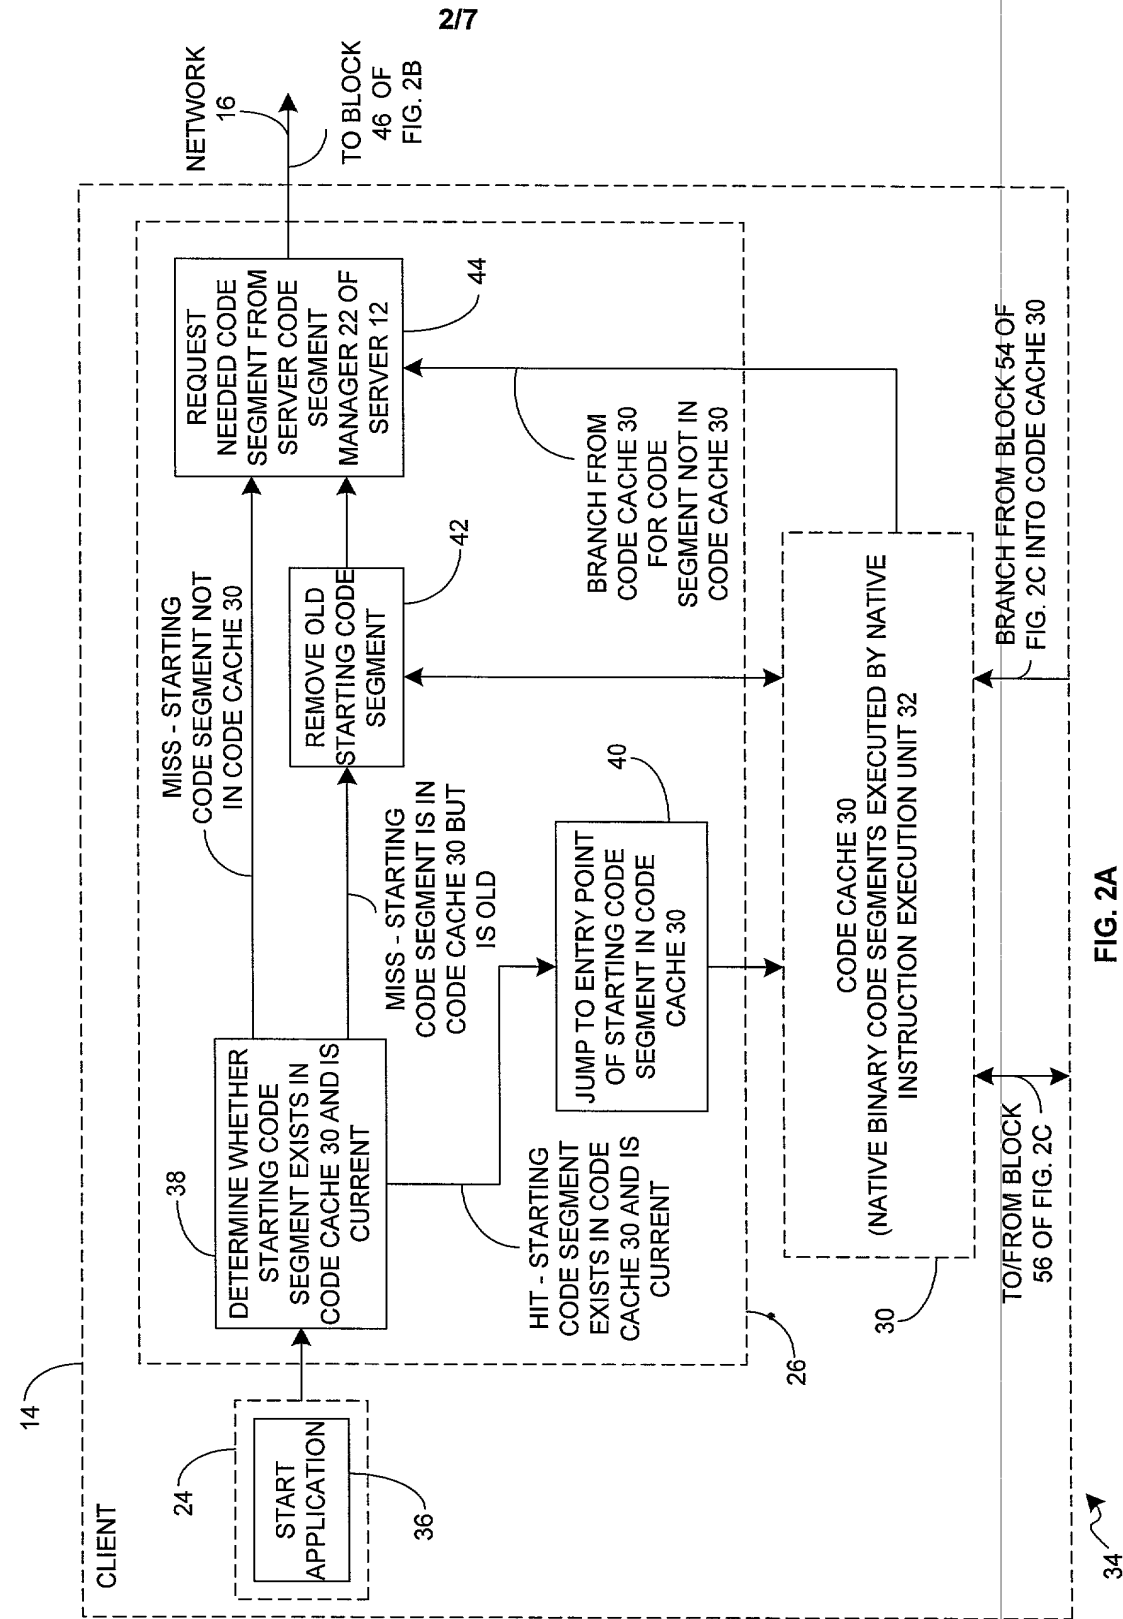 2/7
CLIENT
14
24
START
APPLICATION
36
38
DETERMINE WHETHER
STARTING CODE
SEGMENT EXISTS IN
CODE CACHE 30 AND IS
CURRENT
MISS - STARTING
CODE SEGMENT NOT
IN CODE CACHE 30
MISS - STARTING
CODE SEGMENT IS IN
CODE CACHE 30 BUT
IS OLD
HIT - STARTING
CODE SEGMENT
EXISTS IN CODE
CACHE 30 AND IS
CURRENT
REMOVE OLD
STARTING CODE
SEGMENT
42
REQUEST
NEEDED CODE
SEGMENT FROM
SERVER CODE
SEGMENT
MANAGER 22 OF
SERVER 12
44
NETWORK
16
TO BLOCK
46 OF
FIG. 2B
JUMP TO ENTRY POINT
OF STARTING CODE
SEGMENT IN CODE
CACHE 30
40
BRANCH FROM
CODE CACHE 30
FOR CODE
SEGMENT NOT IN
CODE CACHE 30
26
CODE CACHE 30
(NATIVE BINARY CODE SEGMENTS EXECUTED BY NATIVE
INSTRUCTION EXECUTION UNIT 32
30
TO/FROM BLOCK
56 OF FIG. 2C
BRANCH FROM BLOCK 54 OF
FIG. 2C INTO CODE CACHE 30
34
FIG. 2A